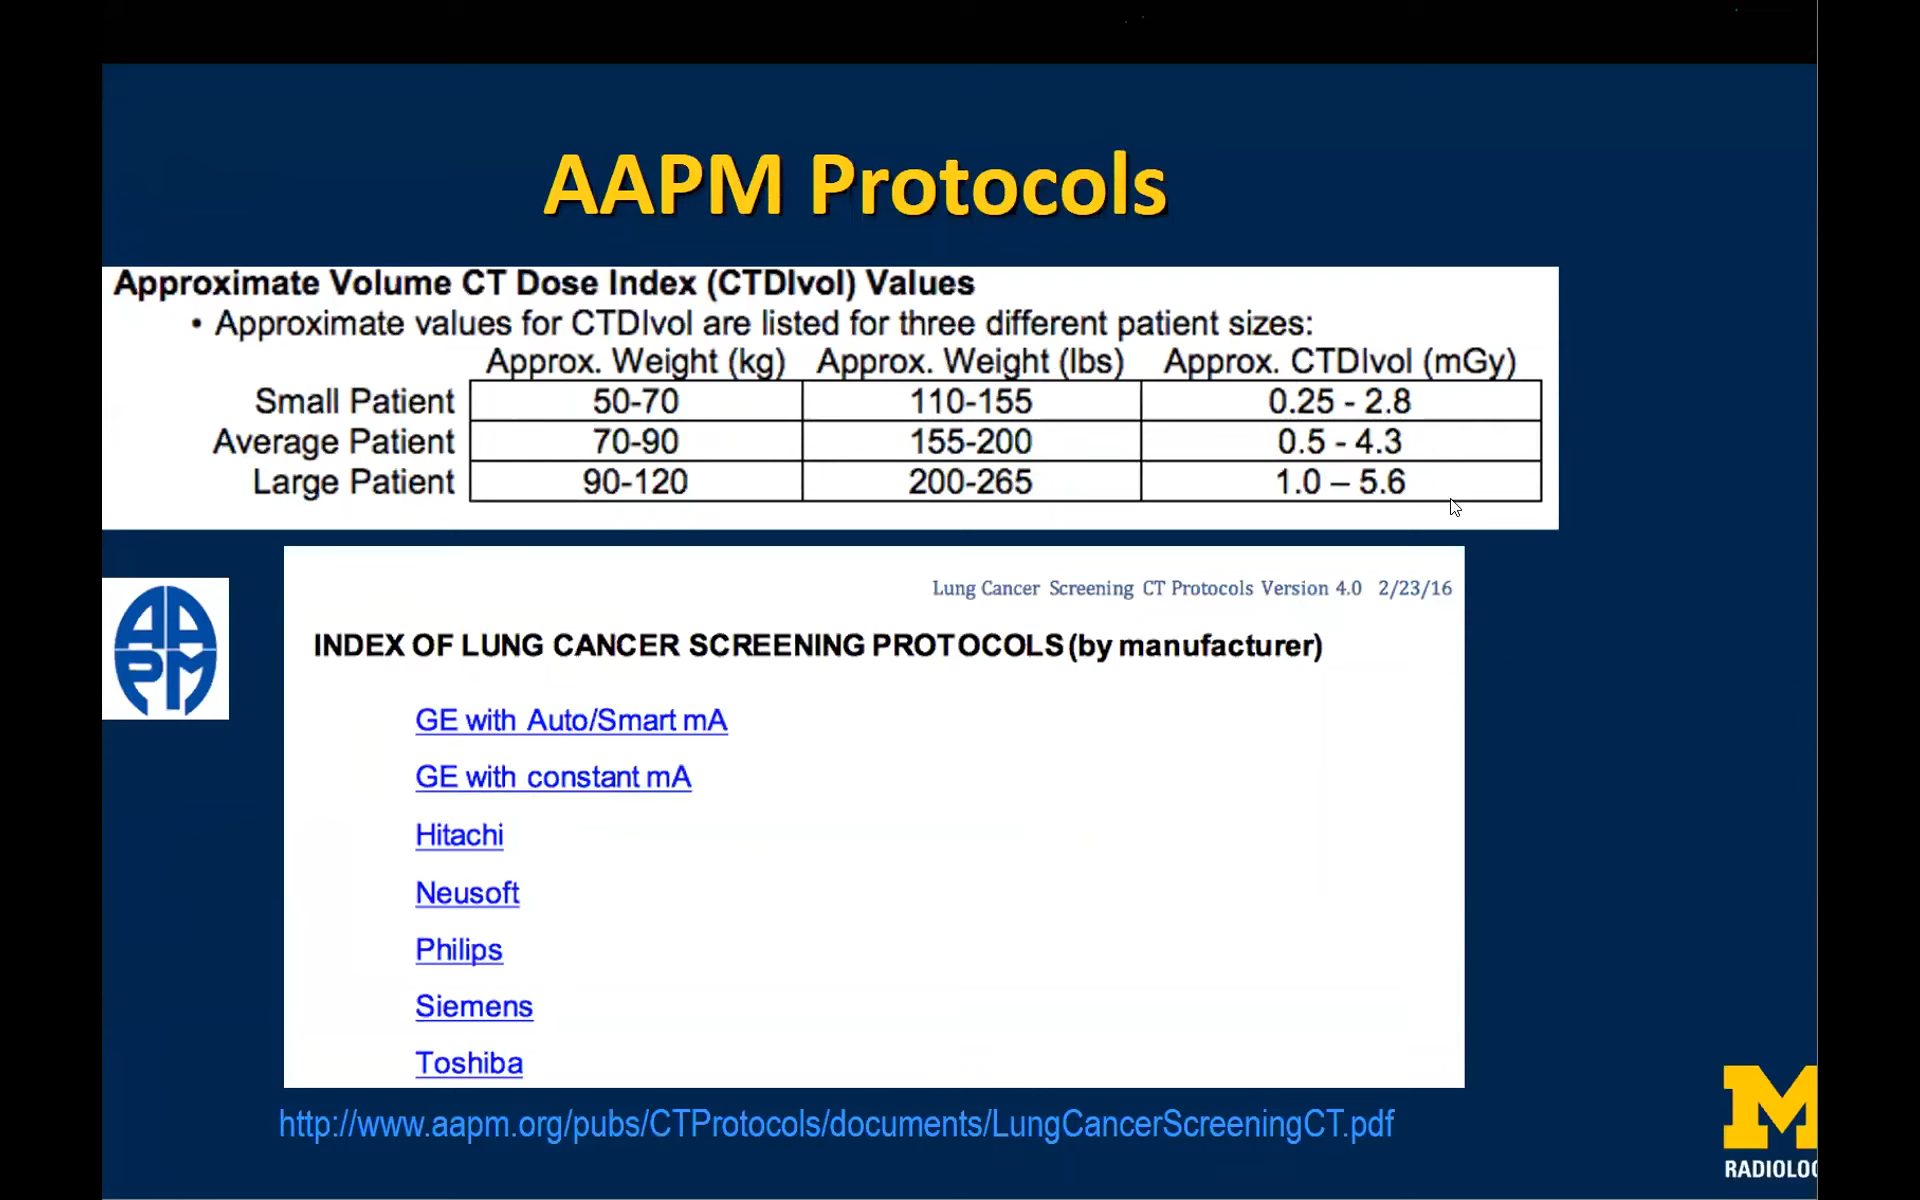 AAPM Protocols
Approximate Volume CT Dose Index (CTDIvol) Values
• Approximate values for CTDIvol are listed for three different patient sizes:
Approx. Weight (kg) Approx. Weight (lbs) Approx. CTDIvol (mGy)
Small Patient 50-70 110-155 0.25 - 2.8
Average Patient 70-90 155-200 0.5 - 4.3
Large Patient 90-120 200-265 1.0 – 5.6
Lung Cancer Screening CT Protocols Version 4.0 2/23/16
INDEX OF LUNG CANCER SCREENING PROTOCOLS (by manufacturer)
AAPM
GE with Auto/Smart mA
GE with constant mA
Hitachi
Neusoft
Philips
Siemens
Toshiba
http://www.aapm.org/pubs/CTProtocols/documents/LungCancerScreeningCT.pdf
M
RADIOLOG